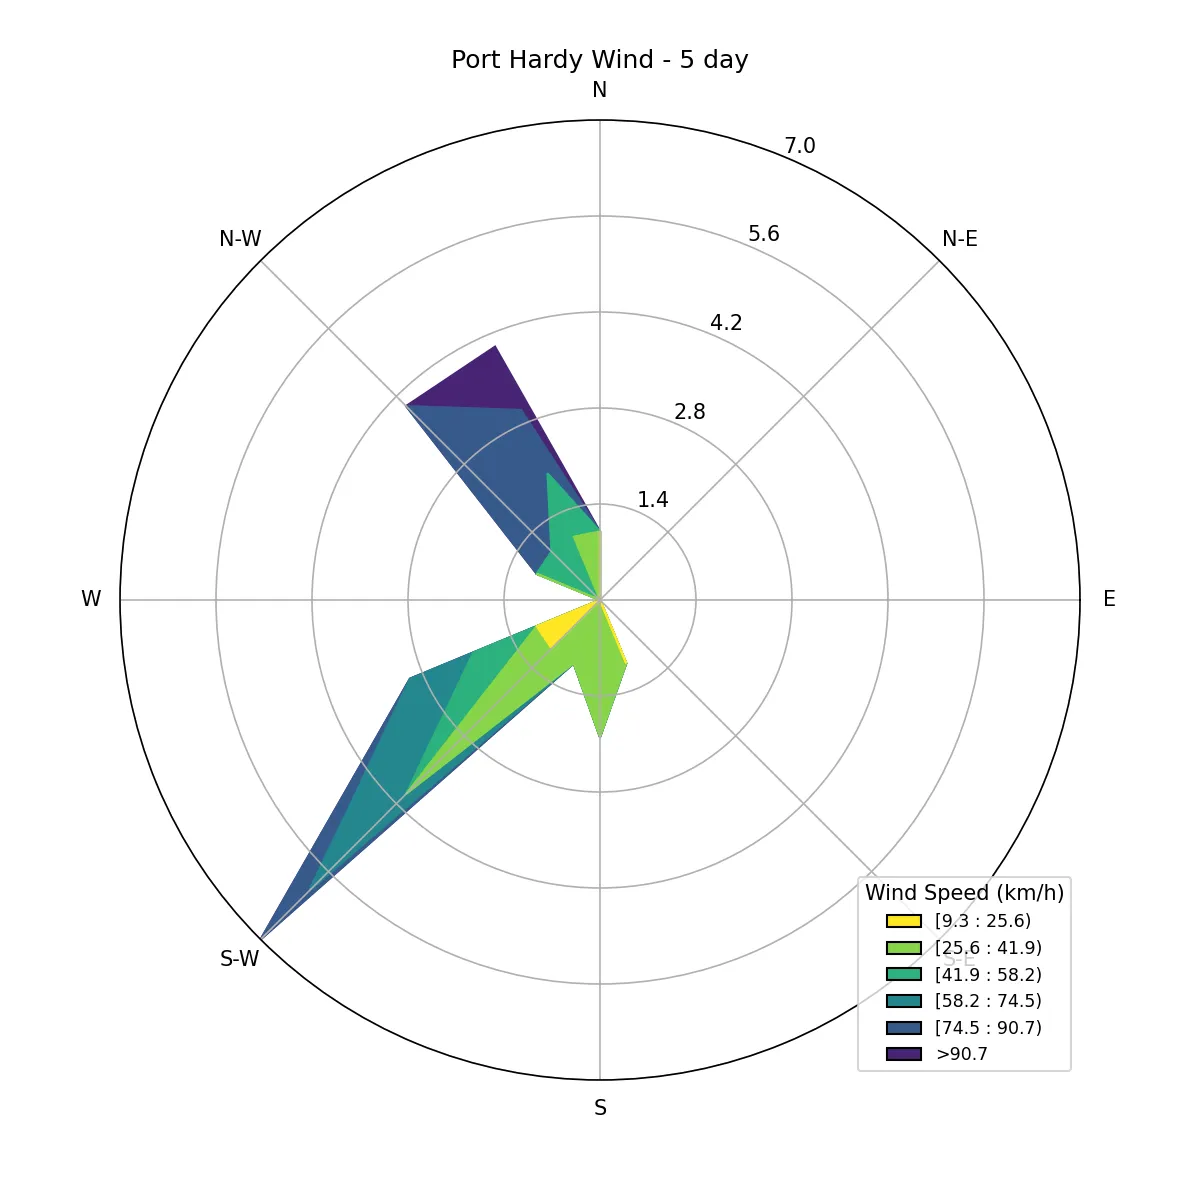 Port Hardy Wind - 5 day
N
7.0
N-W
5.6
N-E
4.2
2.8
1.4
W
E
Wind Speed (km/h)
[9.3 : 25.6)
[25.6 : 41.9)
S-W
S-E
[41.9 : 58.2)
[58.2 : 74.5)
[74.5 : 90.7)
>90.7
S